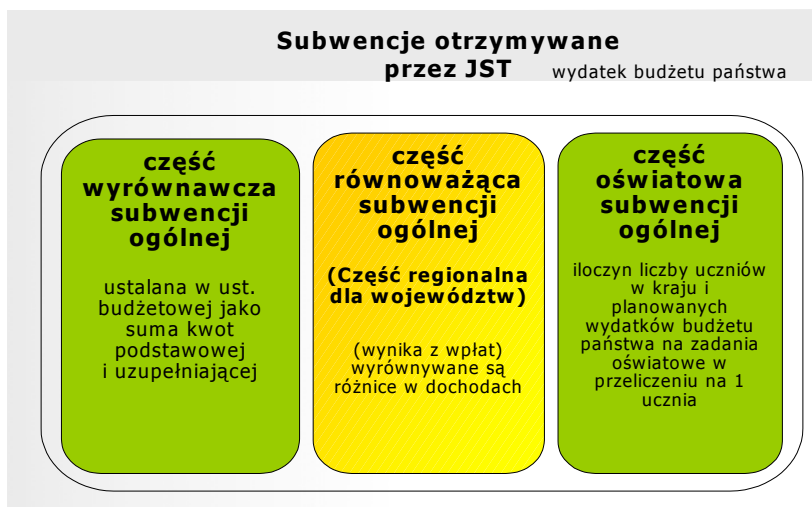 Subwencje otrzymywane
przez JST wydatek budżetu państwa
część
wyrównawcza
subwencji
ogólnej
ustalana w ust.
budżetowej jako
suma kwot
podstawowej
i uzupełniającej
część
równoważąca
subwencji
ogólnej
(Część regionalna
dla województw)
(wynika z wpłat)
wyrównywane są
różnice w dochodach
część
oświatowa
subwencji
ogólnej
iloczyn liczby uczniów
w kraju i
planowanych
wydatków budżetu
państwa na zadania
oświatowe w
przeliczeniu na 1
ucznia